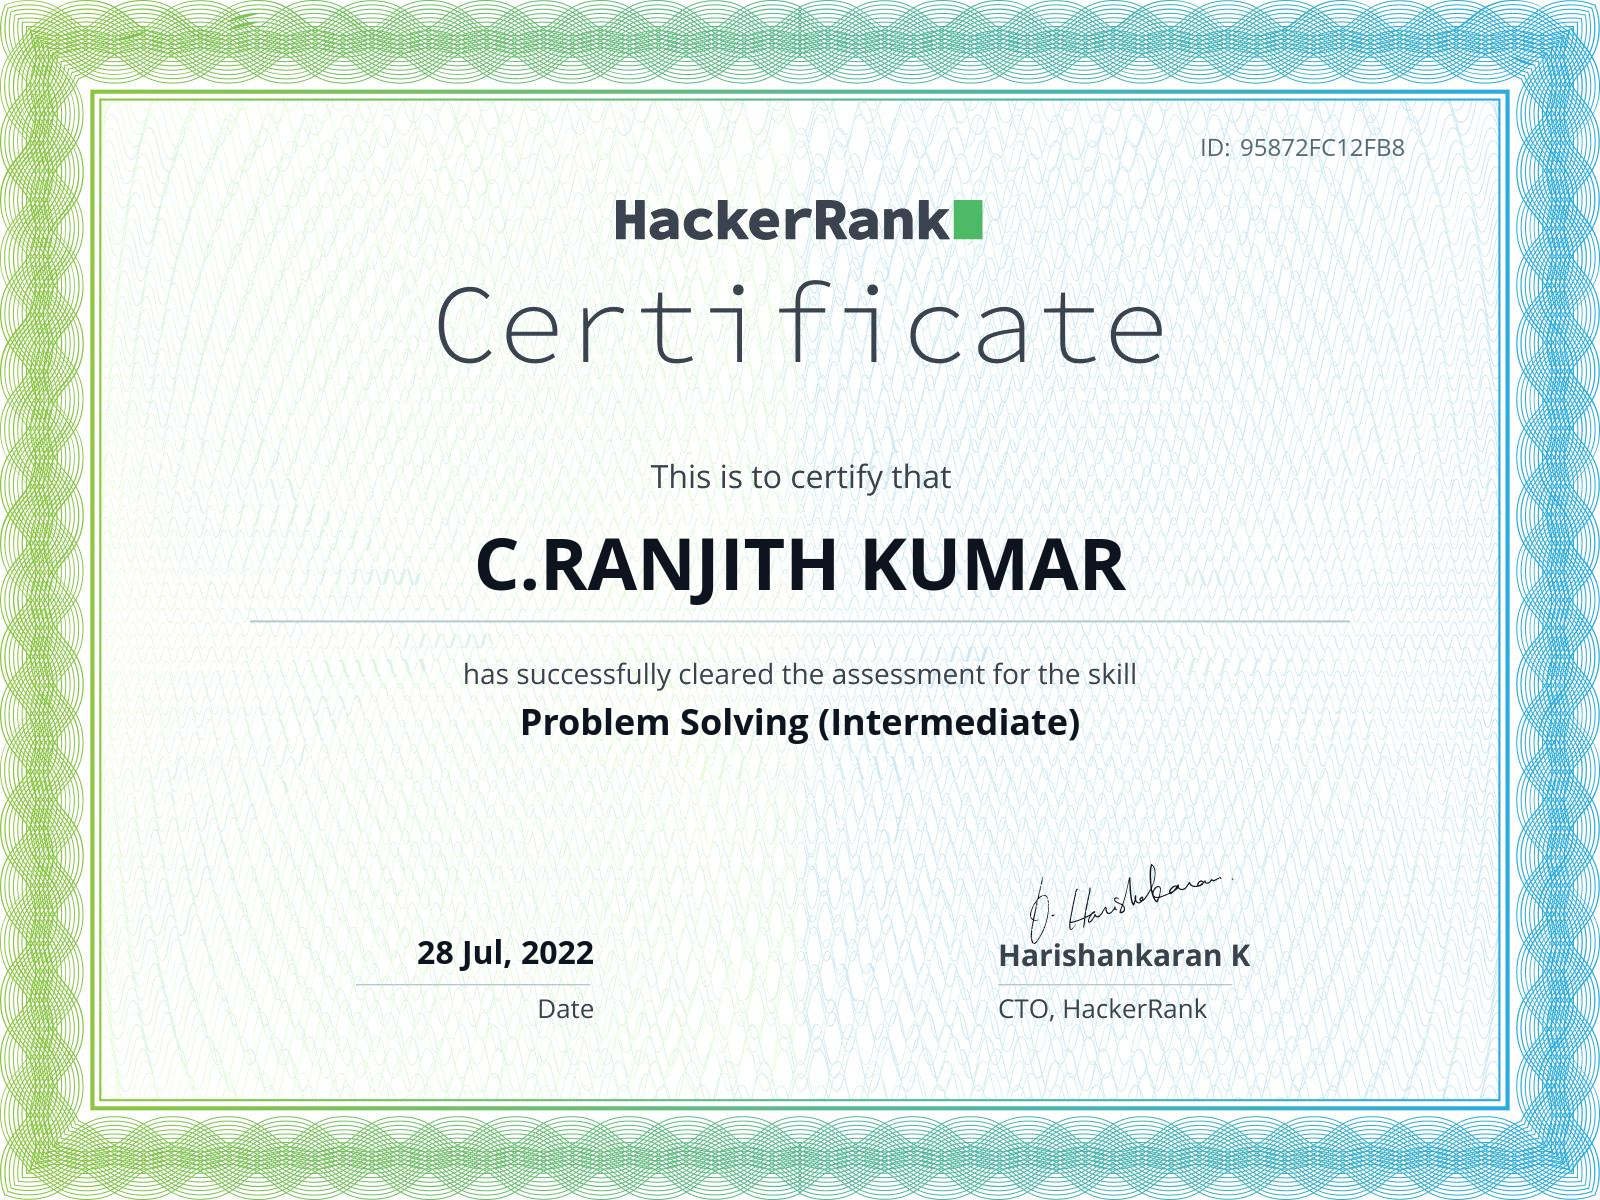 ID: 95872FC12FB8
HackerRank
Certificate
This is to certify that
C.RANJITH KUMAR
has successfully cleared the assessment for the skill
Problem Solving (Intermediate)
28 Jul, 2022
Date
H. Harishankaran
Harishankaran K
CTO, HackerRank